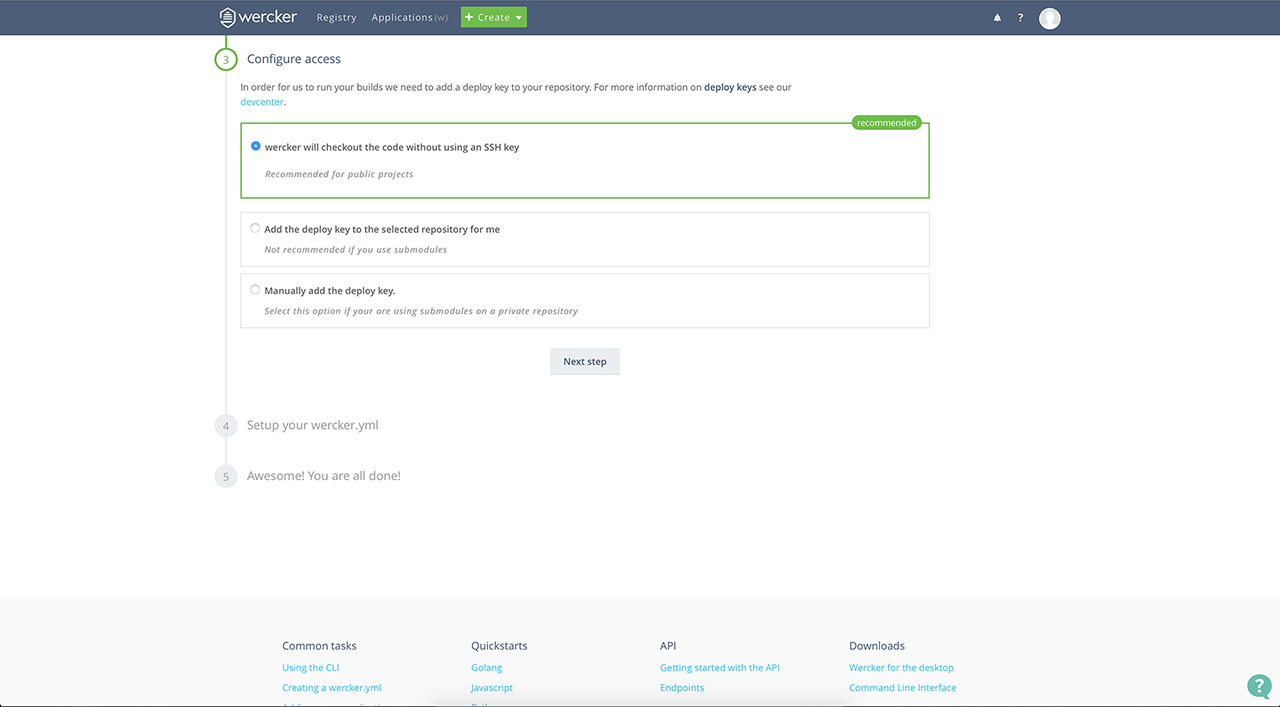 wercker Registry Applications(w) + Create ?
3 Configure access
In order for us to run your builds we need to add a deploy key to your repository. For more information on deploy keys see our
devcenter.
recommended
wercker will checkout the code without using an SSH key
Recommended for public projects
Add the deploy key to the selected repository for me
Not recommended if you use submodules
Manually add the deploy key.
Select this option if your are using submodules on a private repository
Next step
4 Setup your wercker.yml
5 Awesome! You are all done!
Common tasks Quickstarts API Downloads
Using the CLI Golang Getting started with the API Wercker for the desktop
Creating a wercker.yml Javascript Endpoints Command Line Interface
?